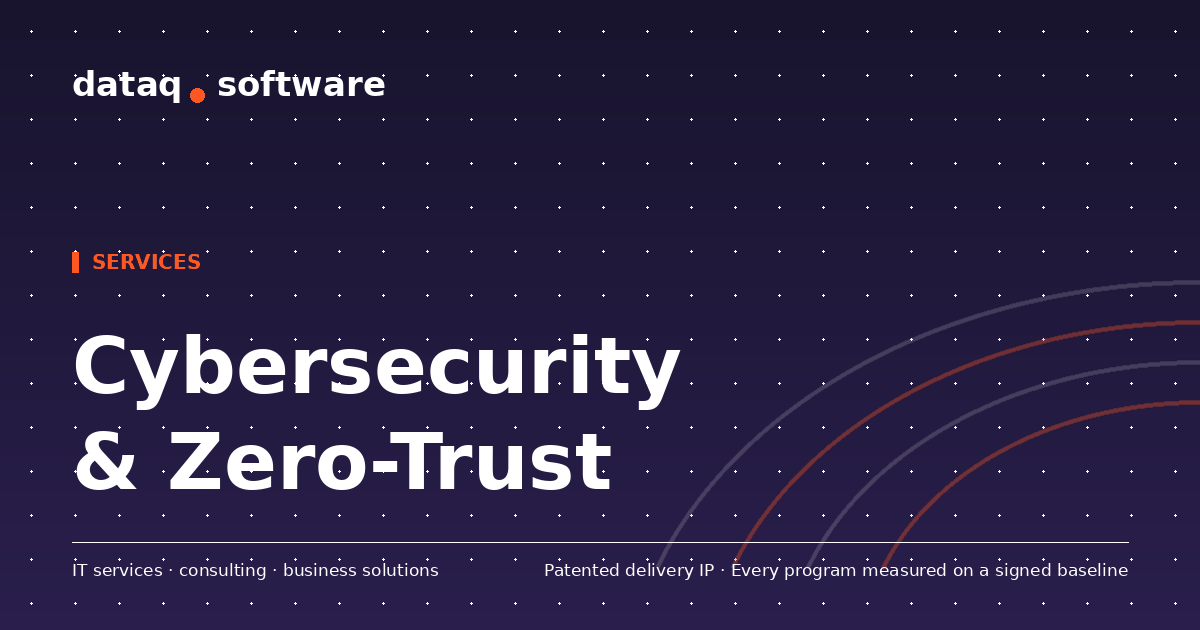 dataq.software
SERVICES
Cybersecurity
& Zero-Trust
IT services · consulting · business solutions
Patented delivery IP · Every program measured on a signed baseline